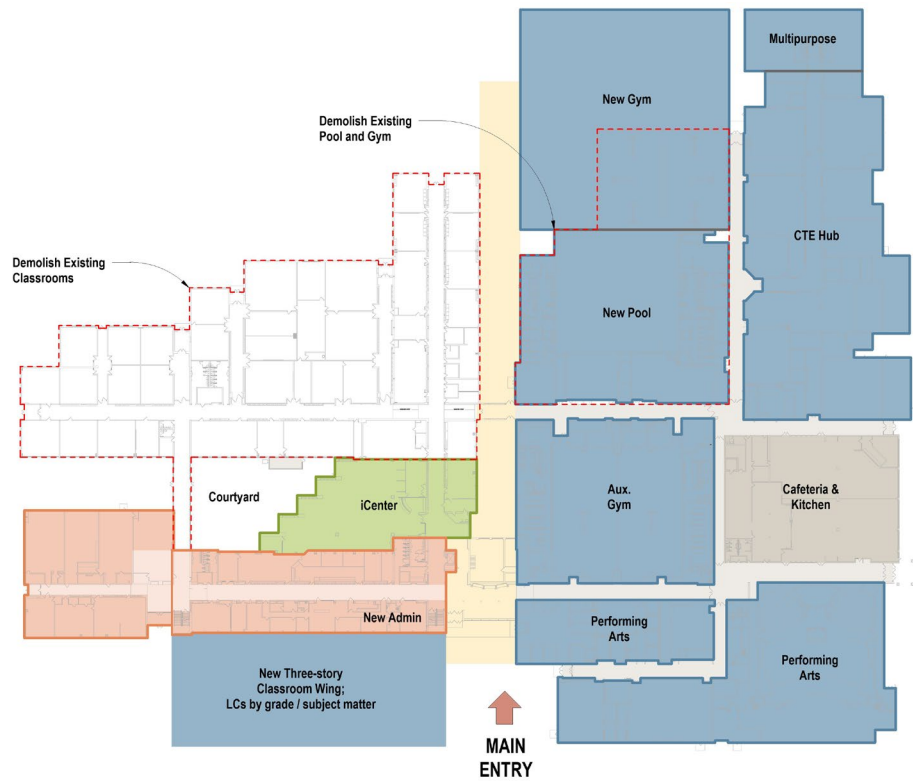 Multipurpose
New Gym
Demolish Existing
Pool and Gym
CTE Hub
Demolish Existing
Classrooms
New Pool
Courtyard
iCenter
Aux.
Gym
Cafeteria &
Kitchen
New Admin
Performing
Arts
Performing
Arts
New Three-story
Classroom Wing;
LCs by grade / subject matter
MAIN
ENTRY